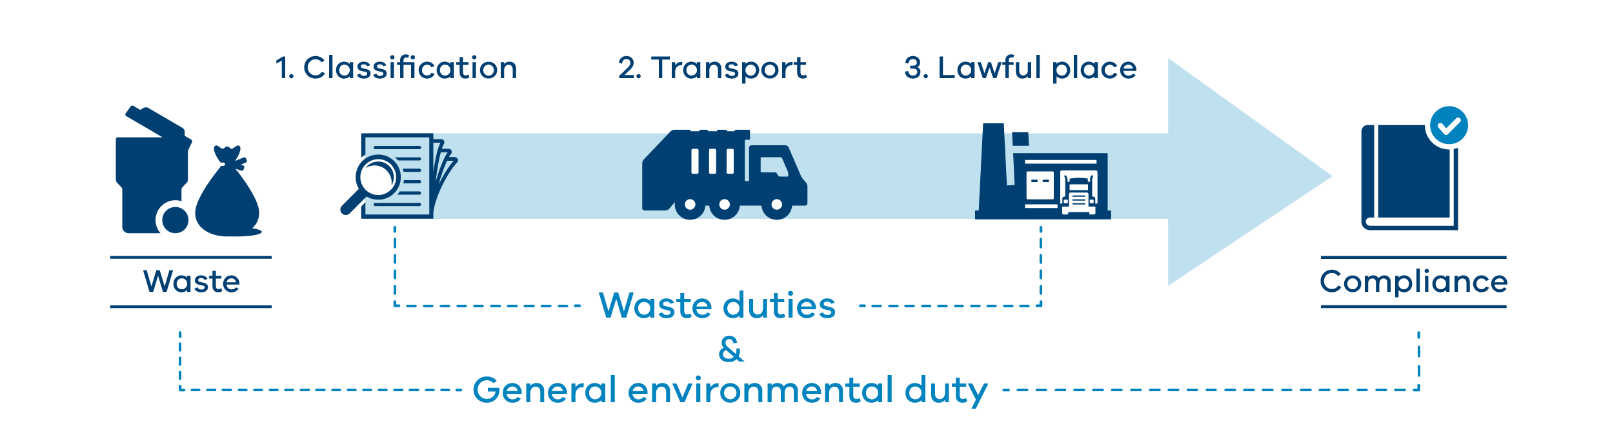 1. Classification
2. Transport
3. Lawful place
Waste
Compliance
Waste duties
&
General environmental duty